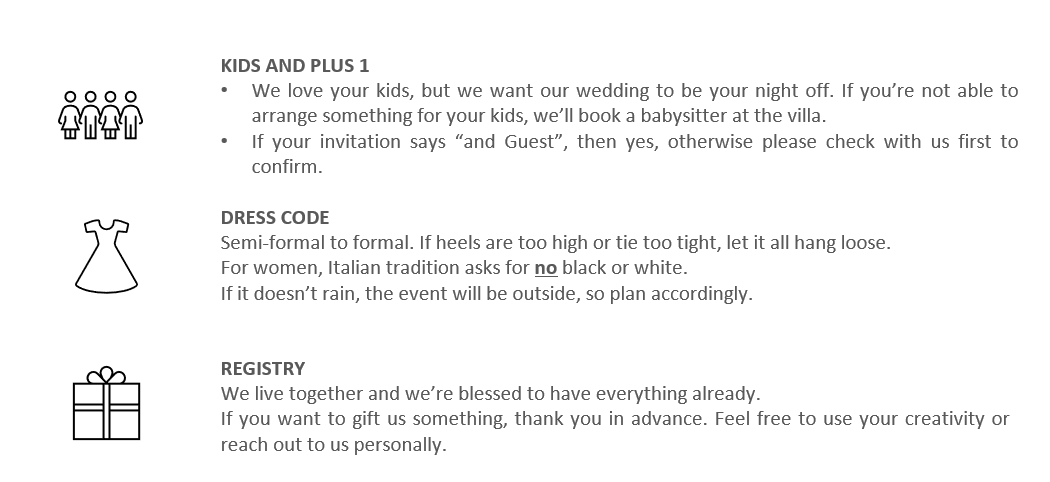 KIDS AND PLUS 1
• We love your kids, but we want our wedding to be your night off. If you’re not able to
arrange something for your kids, we’ll book a babysitter at the villa.
• If your invitation says “and Guest”, then yes, otherwise please check with us first to
confirm.
DRESS CODE
Semi-formal to formal. If heels are too high or tie too tight, let it all hang loose.
For women, Italian tradition asks for no black or white.
If it doesn’t rain, the event will be outside, so plan accordingly.
REGISTRY
We live together and we’re blessed to have everything already.
If you want to gift us something, thank you in advance. Feel free to use your creativity or
reach out to us personally.